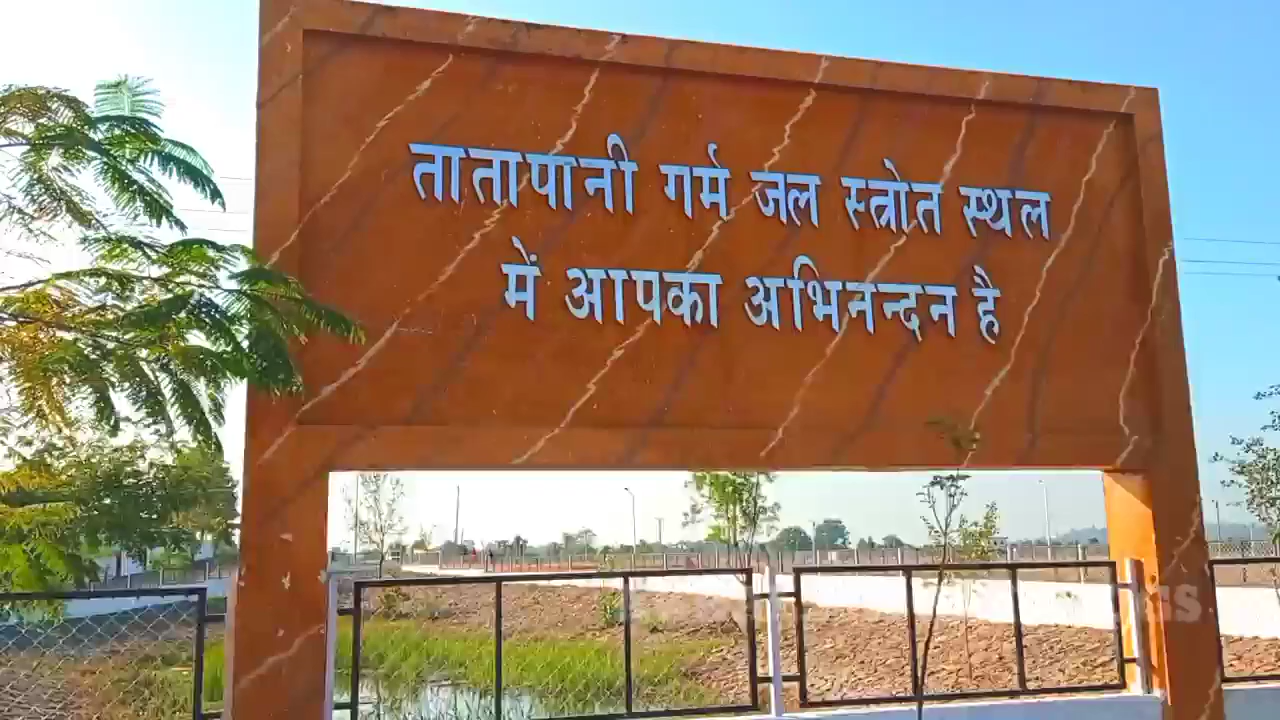 तातापानी गर्म जल स्त्रोत स्थल
में आपका अभिनन्दन है